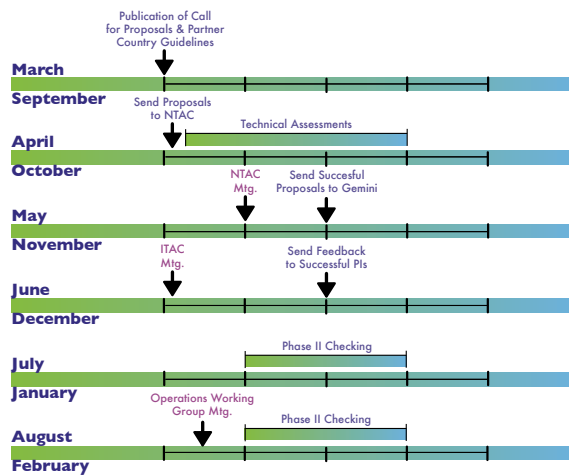 Publication of Call
for Proposals & Partner
Country Guidelines
March
September
Send Proposals
to NTAC
Technical Assessments
April
October
NTAC
Mtg.
Send Succesful
Proposals to Gemini
May
November
ITAC
Mtg.
Send Feedback
to Successful PIs
June
December
Phase II Checking
July
January
Operations Working
Group Mtg.
Phase II Checking
August
February